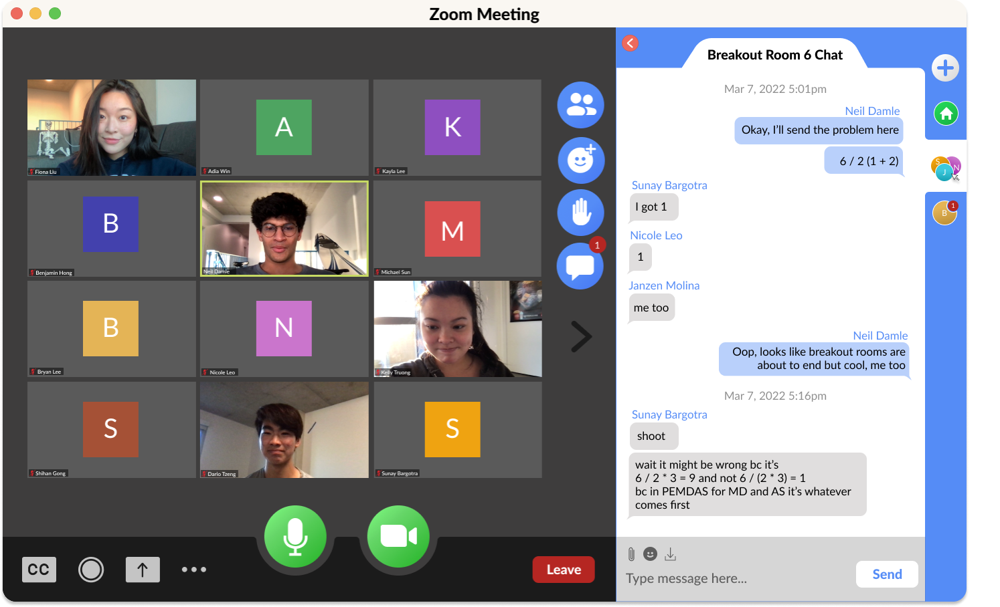 Zoom Meeting
Fiona Liu
A
Adia Win
K
Kayla Lee
B
Benjamin Hong
Neil Damle
M
Michael Sun
B
Bryan Lee
N
Nicole Leo
Kelly Truong
S
Shihan Gong
Dario Tzeng
S
Sunay Bargotra
1
CC
Leave
Breakout Room 6 Chat
Mar 7, 2022 5:01pm
Neil Damle
Okay, I'll send the problem here
6 / 2 (1 + 2)
Sunay Bargotra
I got 1
Nicole Leo
1
Janzen Molina
me too
Neil Damle
Oop, looks like breakout rooms are
about to end but cool, me too
Mar 7, 2022 5:16pm
Sunay Bargotra
shoot
wait it might be wrong bc it's
6 / 2 * 3 = 9 and not 6 / (2 * 3) = 1
bc in PEMDAS for MD and AS it's whatever
comes first
Type message here...
Send
S
N
J
B
1